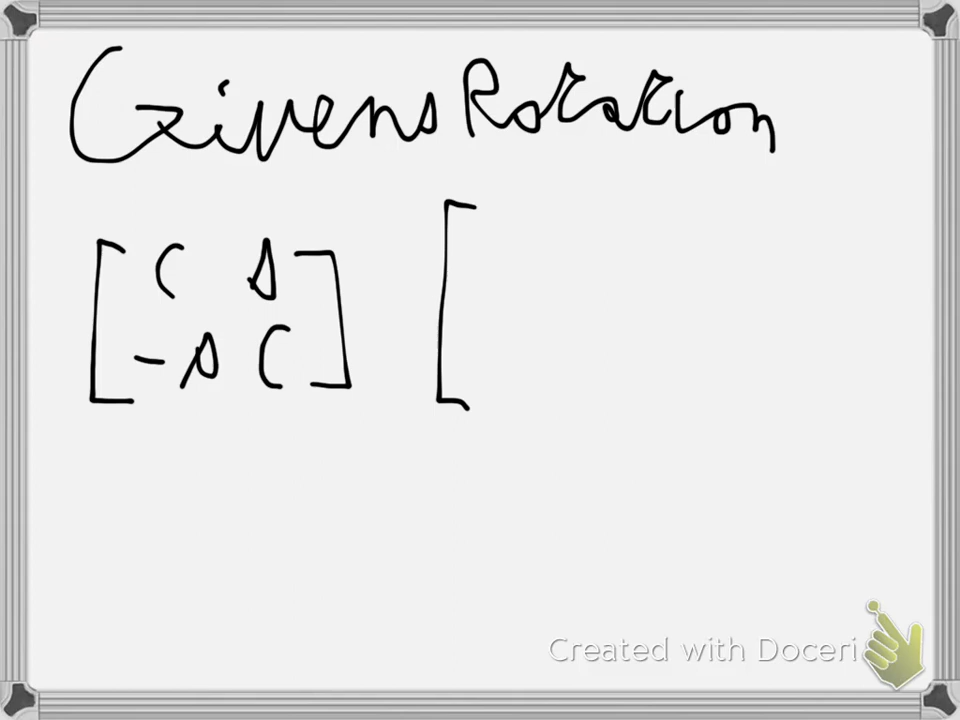 Givens Rotation
[ C s ] [
[ -s C ]
Created with Doceri